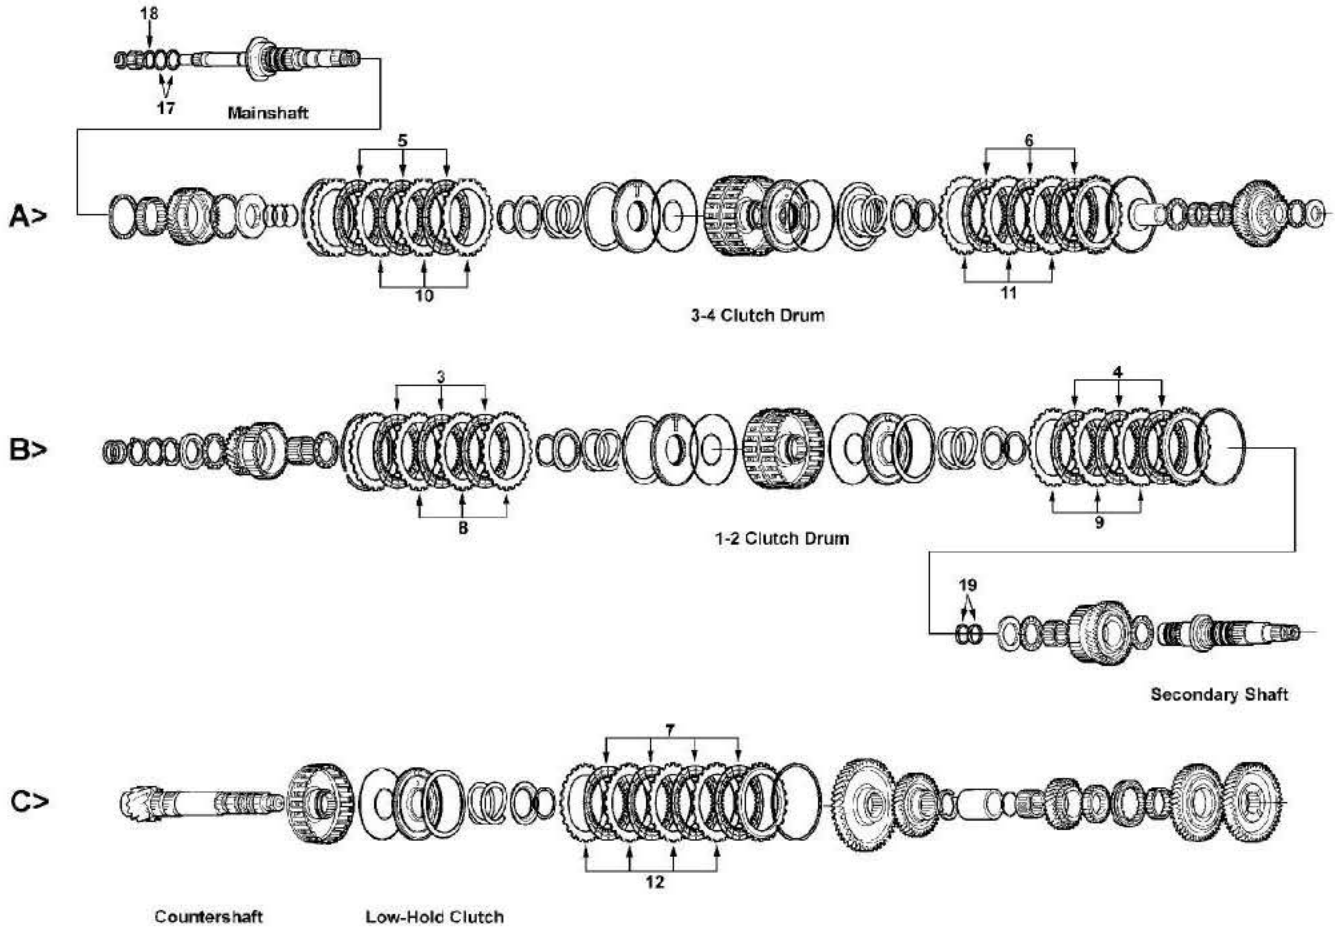 18
17
Mainshaft
5
6
A>
10
11
3-4 Clutch Drum
3
4
B>
8
9
1-2 Clutch Drum
19
Secondary Shaft
7
C>
12
Countershaft
Low-Hold Clutch